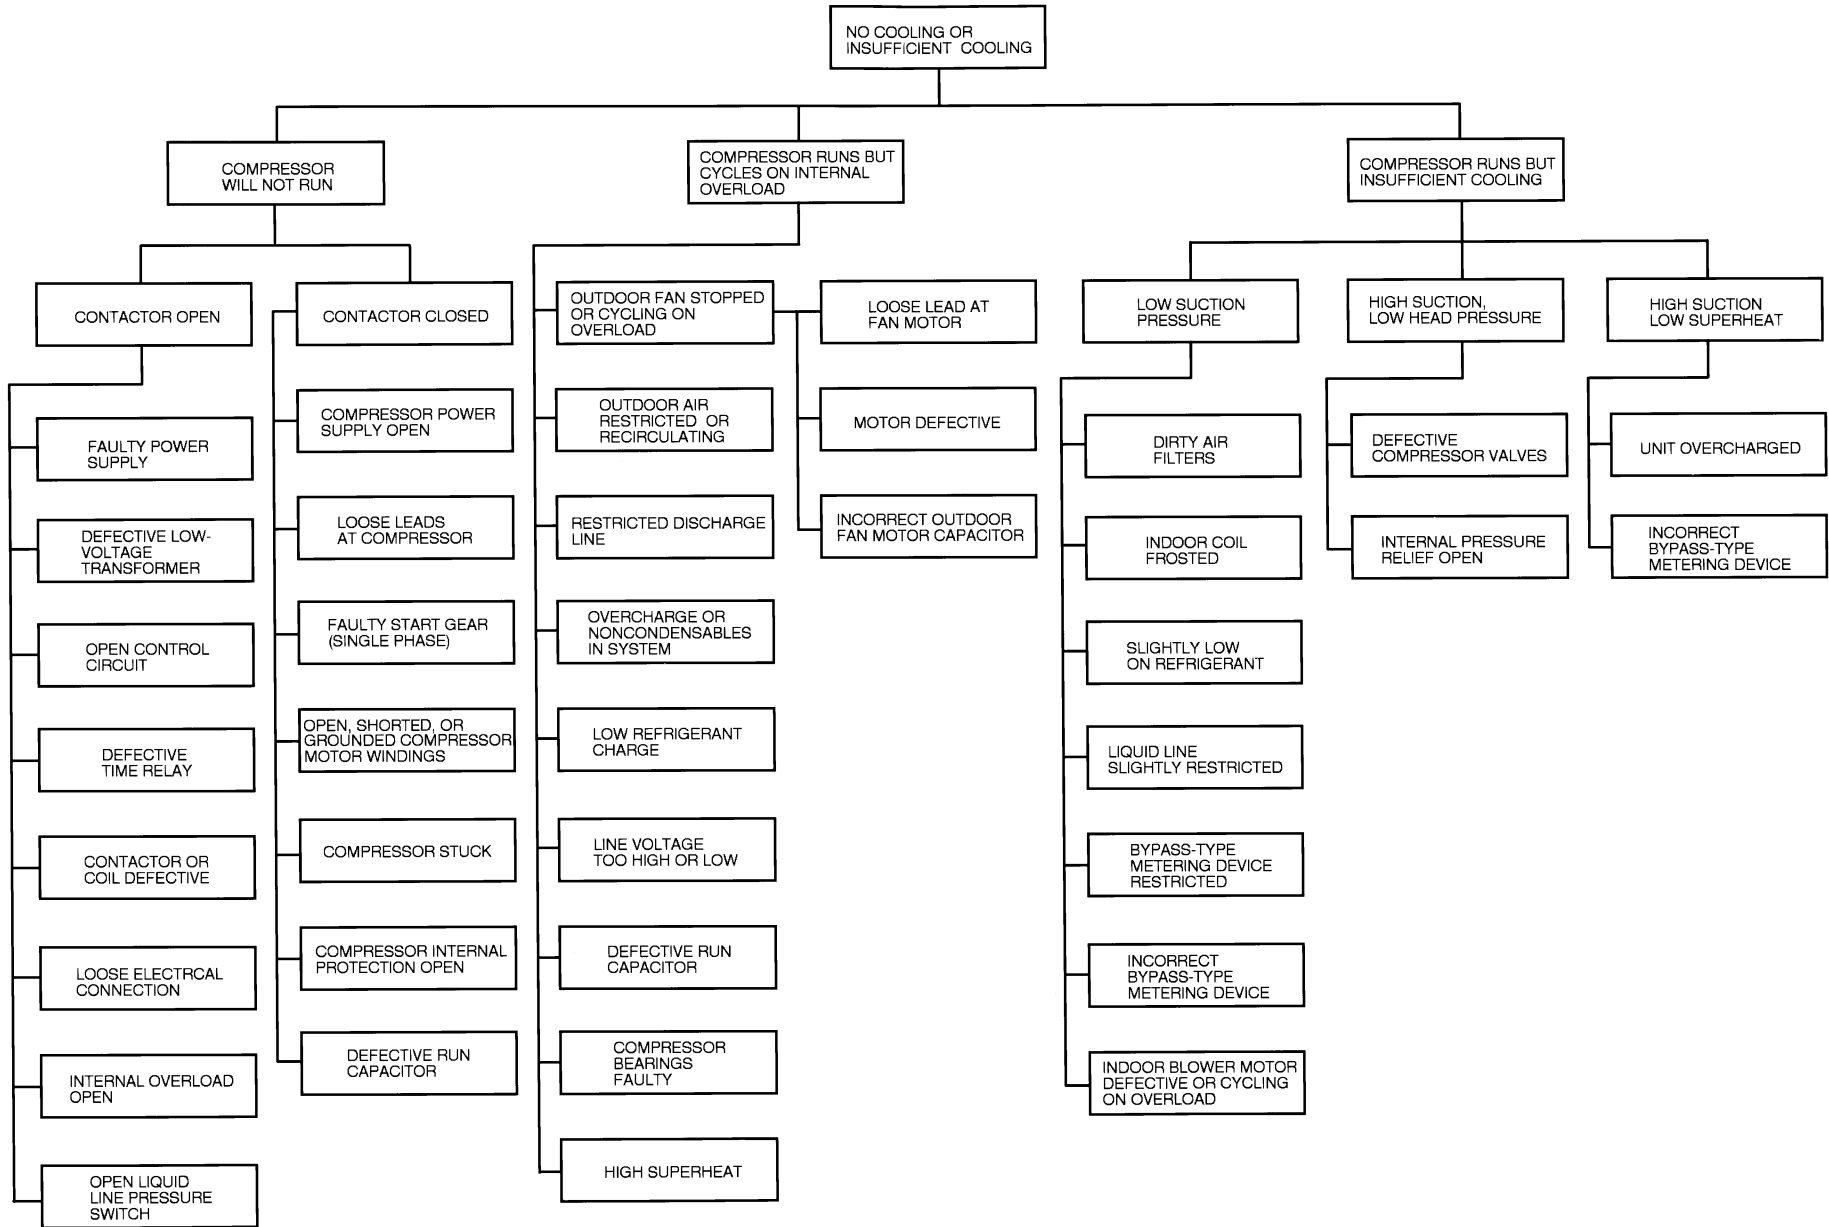 NO COOLING OR
INSUFFICIENT COOLING
COMPRESSOR
WILL NOT RUN
COMPRESSOR RUNS BUT
CYCLES ON INTERNAL
OVERLOAD
COMPRESSOR RUNS BUT
INSUFFICIENT COOLING
CONTACTOR OPEN
FAULTY POWER
SUPPLY
DEFECTIVE LOW-
VOLTAGE
TRANSFORMER
OPEN CONTROL
CIRCUIT
DEFECTIVE
TIME RELAY
CONTACTOR OR
COIL DEFECTIVE
LOOSE ELECTRCAL
CONNECTION
INTERNAL OVERLOAD
OPEN
OPEN LIQUID
LINE PRESSURE
SWITCH
CONTACTOR CLOSED
COMPRESSOR POWER
SUPPLY OPEN
LOOSE LEADS
AT COMPRESSOR
FAULTY START GEAR
(SINGLE PHASE)
OPEN, SHORTED, OR
GROUNDED COMPRESSOR
MOTOR WINDINGS
COMPRESSOR STUCK
COMPRESSOR INTERNAL
PROTECTION OPEN
DEFECTIVE RUN
CAPACITOR
OUTDOOR FAN STOPPED
OR CYCLING ON
OVERLOAD
OUTDOOR AIR
RESTRICTED OR
RECIRCULATING
RESTRICTED DISCHARGE
LINE
OVERCHARGE OR
NONCONDENSABLES
IN SYSTEM
LOW REFRIGERANT
CHARGE
LINE VOLTAGE
TOO HIGH OR LOW
DEFECTIVE RUN
CAPACITOR
COMPRESSOR
BEARINGS
FAULTY
HIGH SUPERHEAT
LOOSE LEAD AT
FAN MOTOR
MOTOR DEFECTIVE
INCORRECT OUTDOOR
FAN MOTOR CAPACITOR
LOW SUCTION
PRESSURE
DIRTY AIR
FILTERS
INDOOR COIL
FROSTED
SLIGHTLY LOW
ON REFRIGERANT
LIQUID LINE
SLIGHTLY RESTRICTED
BYPASS-TYPE
METERING DEVICE
RESTRICTED
INCORRECT
BYPASS-TYPE
METERING DEVICE
INDOOR BLOWER MOTOR
DEFECTIVE OR CYCLING
ON OVERLOAD
HIGH SUCTION,
LOW HEAD PRESSURE
DEFECTIVE
COMPRESSOR VALVES
INTERNAL PRESSURE
RELIEF OPEN
HIGH SUCTION
LOW SUPERHEAT
UNIT OVERCHARGED
INCORRECT
BYPASS-TYPE
METERING DEVICE